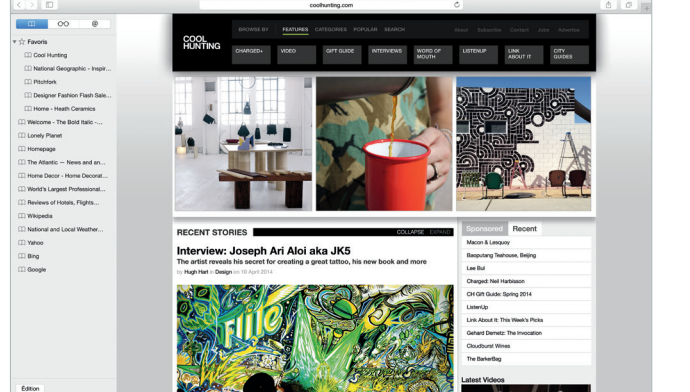 coolhunting.com
@
Favoris
Cool Hunting
National Geographic - Inspir...
Pitchfork
Designer Fashion Flash Sale...
Home - Heath Ceramics
Welcome - The Bold Italic -...
Lonely Planet
Homepage
The Atlantic — News and an...
Home Decor - Home Decorat...
World's Largest Professional...
Reviews of Hotels, Flights...
Wikipedia
National and Local Weather...
Yahoo
Bing
Google
Édition
COOL
HUNTING
BROWSE BY FEATURES CATEGORIES POPULAR SEARCH
About Subscribe Contact Jobs Advertise
CHARGED+ VIDEO GIFT GUIDE INTERVIEWS WORD OF MOUTH LISTENUP LINK ABOUT IT CITY GUIDES
RECENT STORIES COLLAPSE EXPAND
Interview: Joseph Ari Aloi aka JK5
The artist reveals his secret for creating a great tattoo, his new book and more
by Hugh Hart in Design on 10 April 2014
Sponsored Recent
Macon & Lesquoy
Baoputang Teahouse, Beijing
Lee Bul
Charged: Neil Harbisson
CH Gift Guide: Spring 2014
ListenUp
Link About It: This Week's Picks
Gehard Demetz: The Invocation
Cloudburst Wines
The BarkerBag
Latest Videos